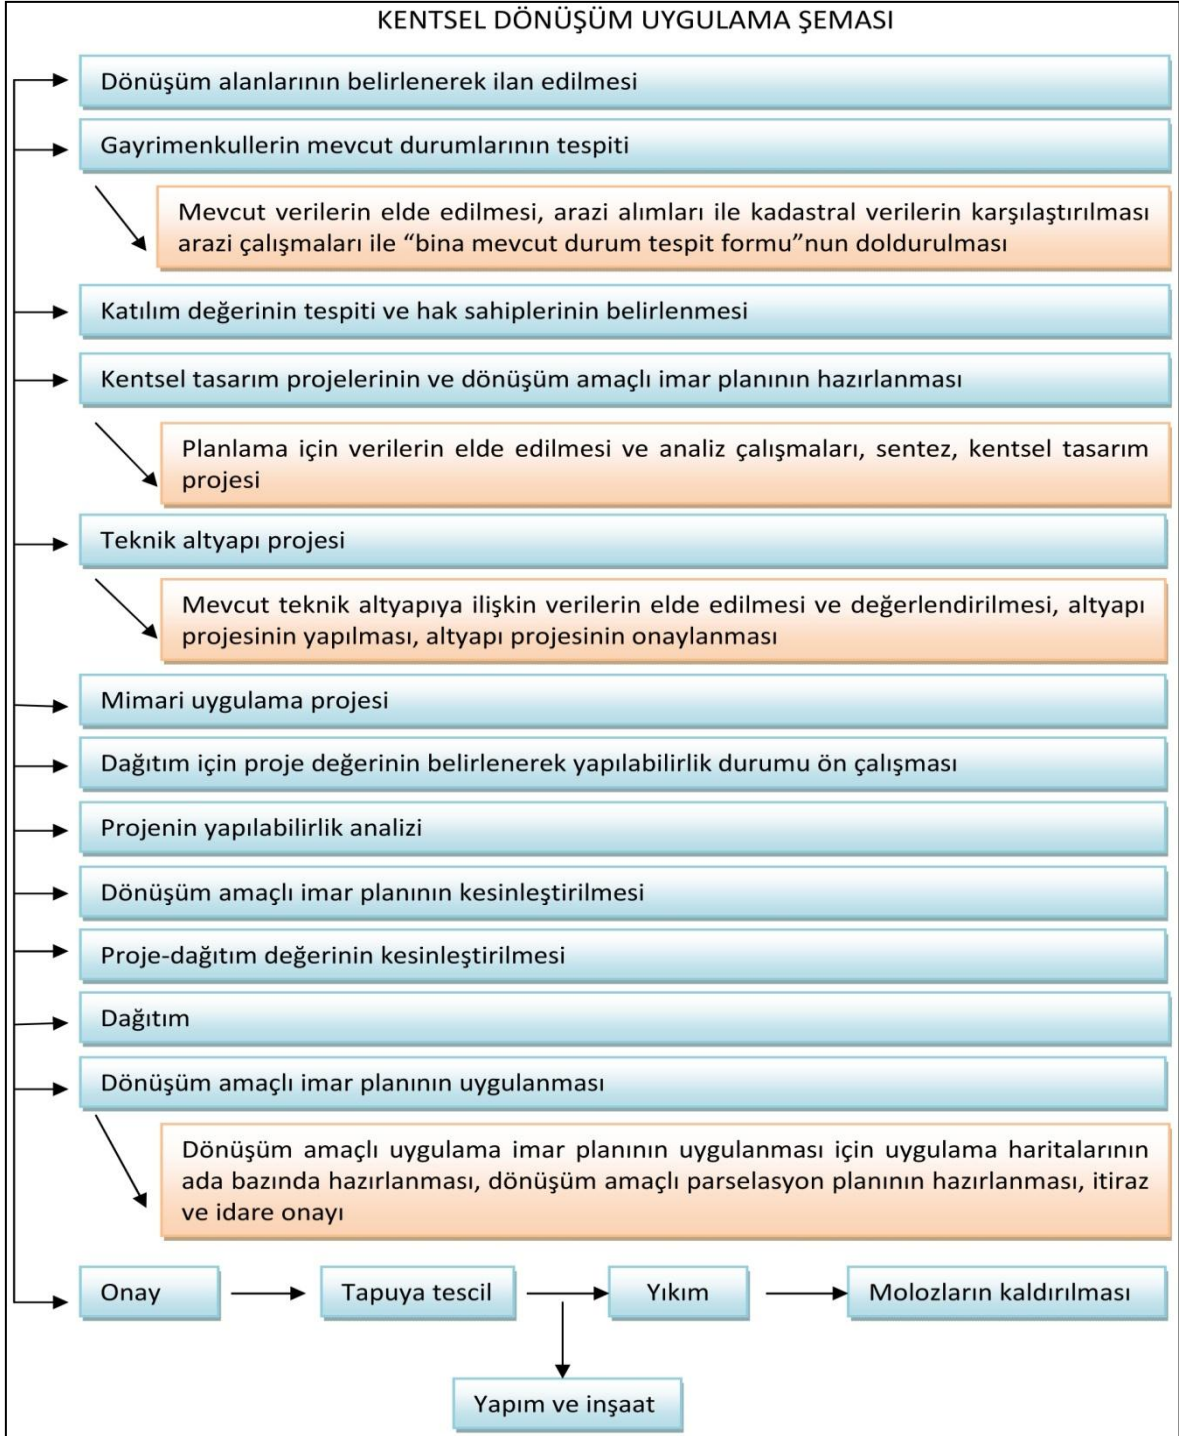 KENTSEL DÖNÜŞÜM UYGULAMA ŞEMASI
Dönüşüm alanlarının belirlenerek ilan edilmesi
Gayrimenkullerin mevcut durumlarının tespiti
Mevcut verilerin elde edilmesi, arazi alımları ile kadastral verilerin karşılaştırılması
arazi çalışmaları ile “bina mevcut durum tespit formu”nun doldurulması
Katılım değerinin tespiti ve hak sahiplerinin belirlenmesi
Kentsel tasarım projelerinin ve dönüşüm amaçlı imar planının hazırlanması
Planlama için verilerin elde edilmesi ve analiz çalışmaları, sentez, kentsel tasarım
projesi
Teknik altyapı projesi
Mevcut teknik altyapıya ilişkin verilerin elde edilmesi ve değerlendirilmesi, altyapı
projesinin yapılması, altyapı projesinin onaylanması
Mimari uygulama projesi
Dağıtım için proje değerinin belirlenerek yapılabilirlik durumu ön çalışması
Projenin yapılabilirlik analizi
Dönüşüm amaçlı imar planının kesinleştirilmesi
Proje-dağıtım değerinin kesinleştirilmesi
Dağıtım
Dönüşüm amaçlı imar planının uygulanması
Dönüşüm amaçlı uygulama imar planının uygulanması için uygulama haritalarının
ada bazında hazırlanması, dönüşüm amaçlı parselasyon planının hazırlanması, itiraz
ve idare onayı
Onay
Tapuya tescil
Yıkım
Molozların kaldırılması
Yapım ve inşaat